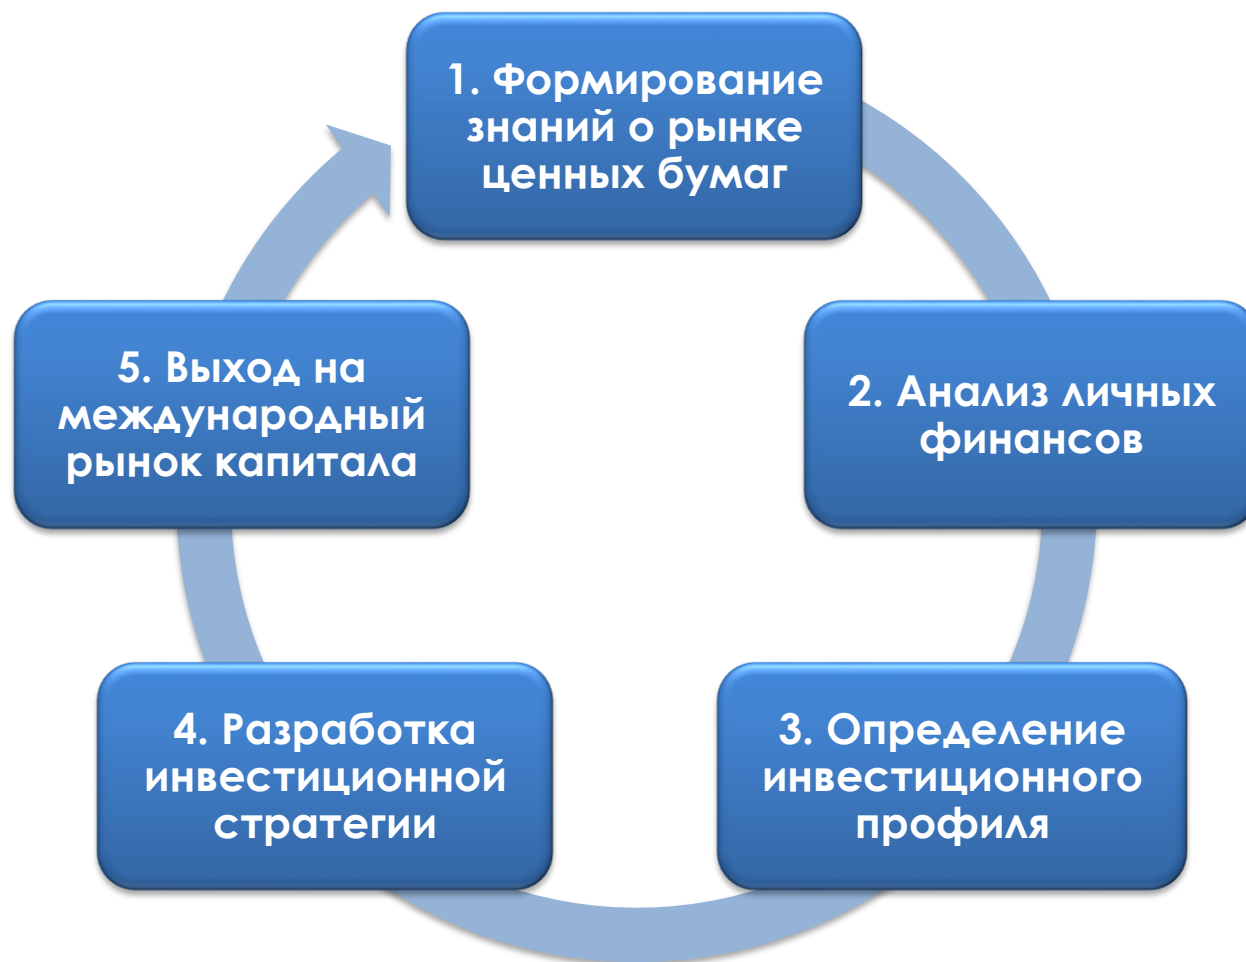 1. Формирование
знаний о рынке
ценных бумаг
2. Анализ личных
финансов
3. Определение
инвестиционного
профиля
4. Разработка
инвестиционной
стратегии
5. Выход на
международный
рынок капитала